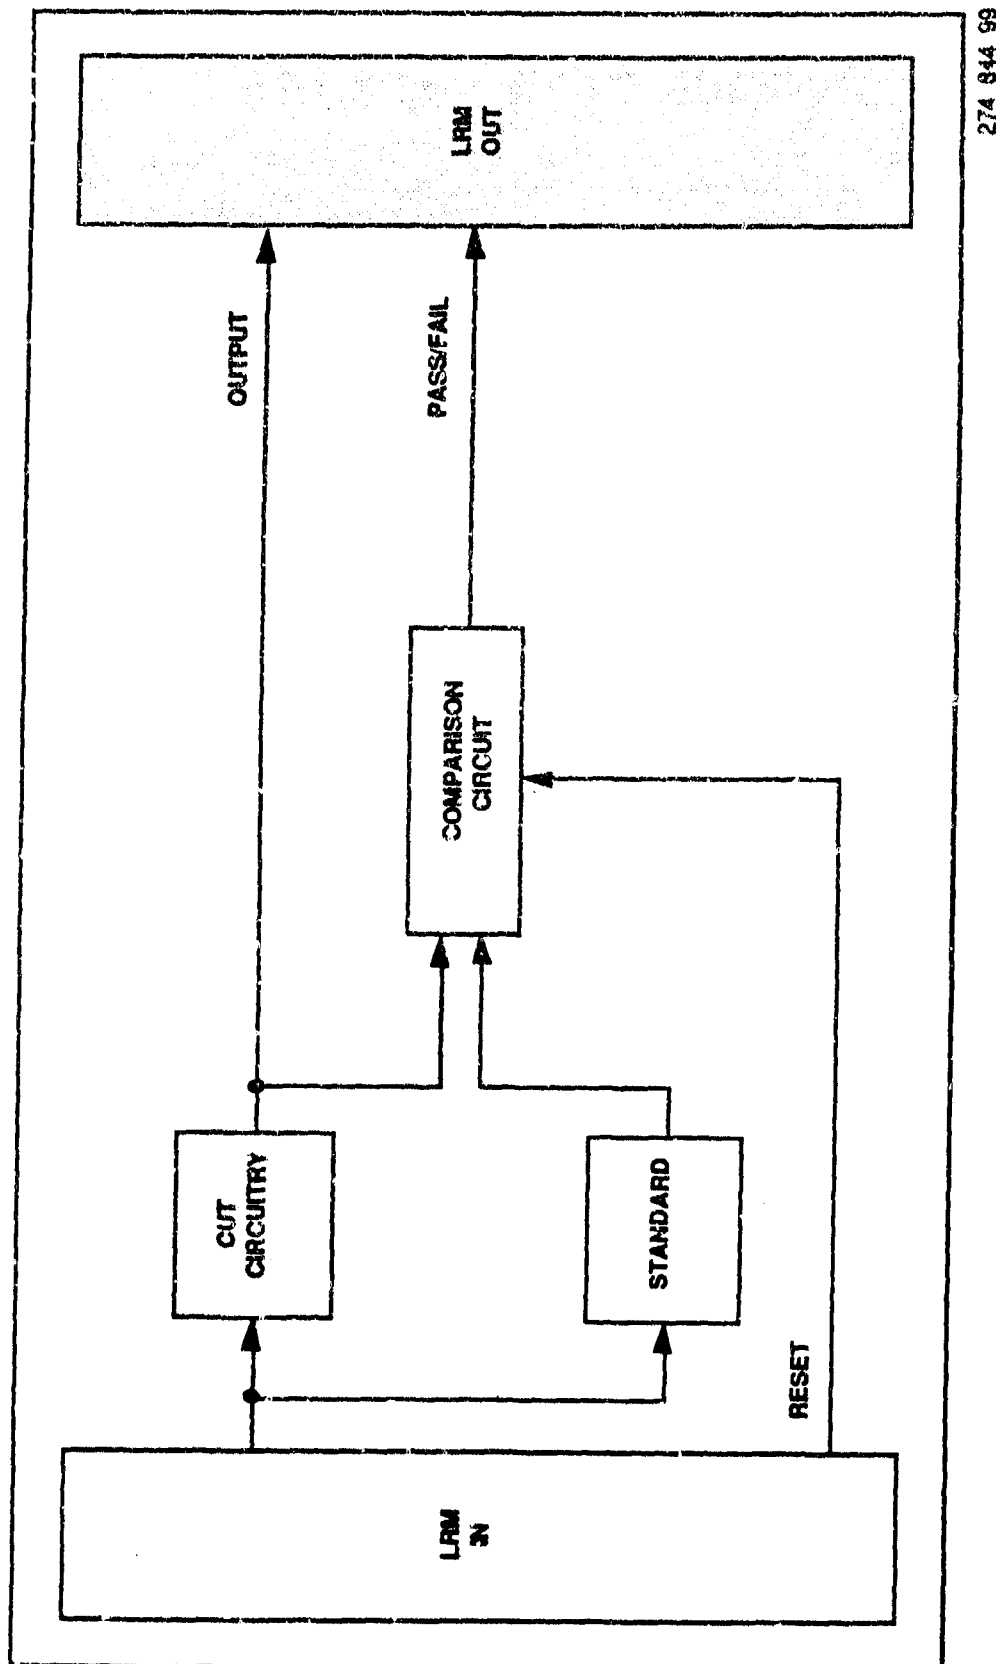 LRM
IN
RESET
CUT
CIRCUITRY
STANDARD
COMPARISON
CIRCUIT
OUTPUT
PASS/FAIL
LRM
OUT
274 844 99